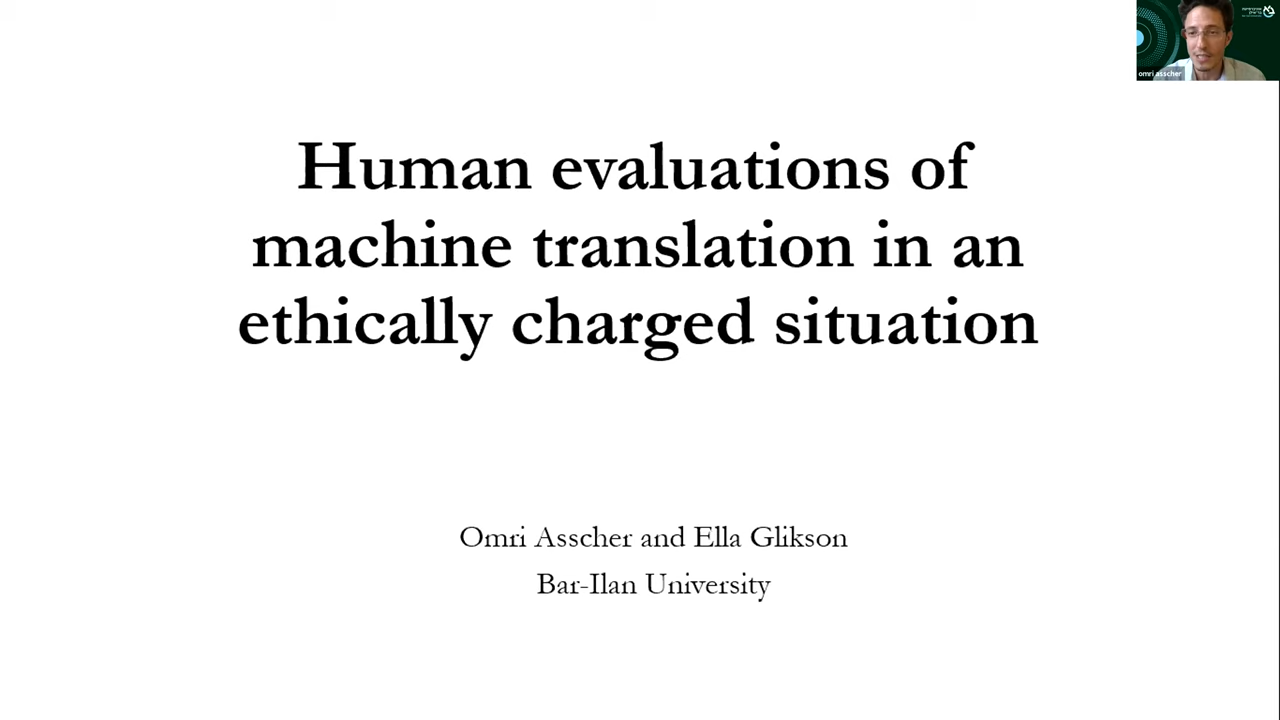 omri asscher
Human evaluations of
machine translation in an
ethically charged situation
Omri Asscher and Ella Glikson
Bar-Ilan University